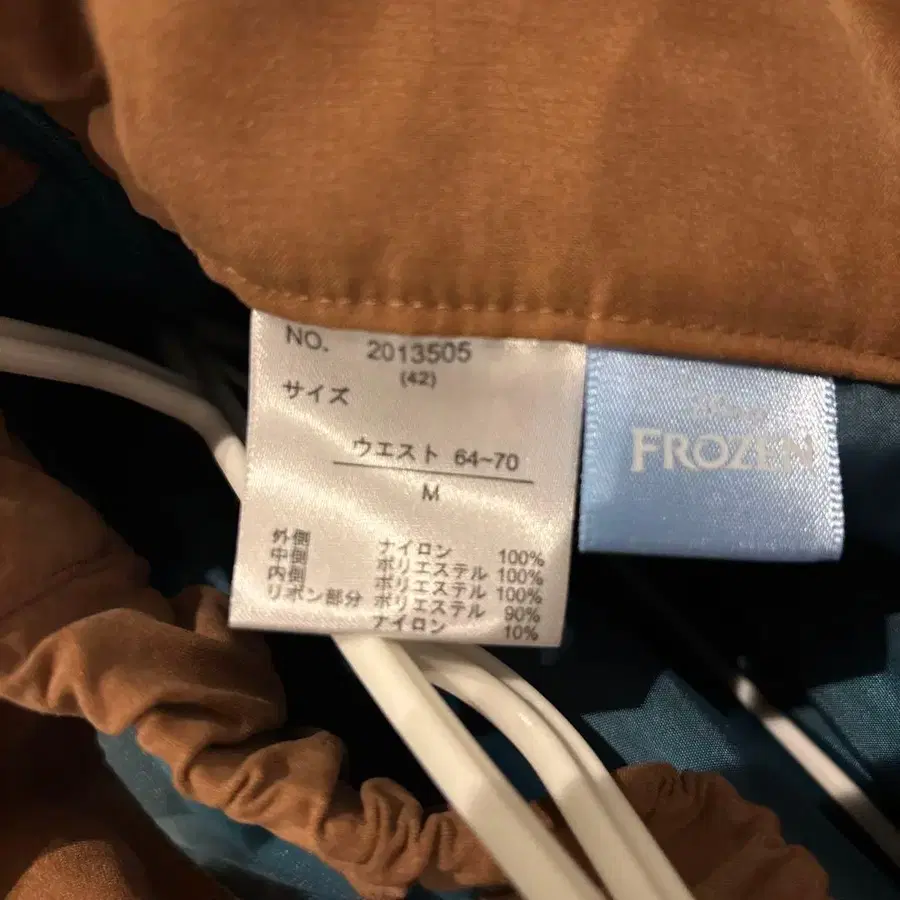 NO. 2013505
(42)
サイズ
ウエスト 64~70
M
外側 ナイロン 100%
中側 ポリエステル 100%
内側 ポリエステル 100%
リボン部分 ポリエステル 90%
ナイロン 10%
Disney
FROZEN